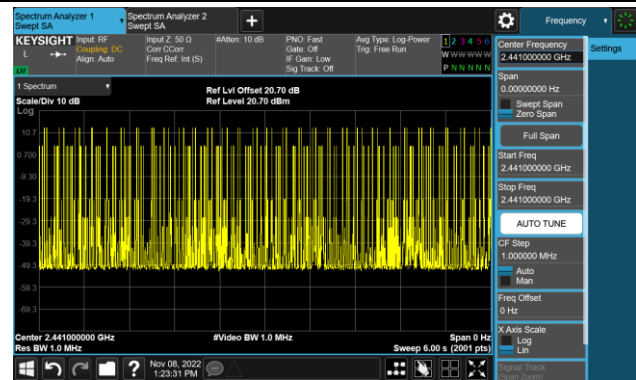 Spectrum Analyzer 1
Swept SA
Spectrum Analyzer 2
Swept SA
Frequency
KEYSIGHT
L
Input: RF
Coupling: DC
Align: Auto
Input Z: 50 Ω
Corr CCorr
Freq Ref: Int (S)
#Atten: 10 dB
PNO: Fast
Gate: Off
IF Gain: Low
Sig Track: Off
Avg Type: Log-Power
Trig: Free Run
1 2 3 4 5 6
W W W W W W
P N N N N N
1 Spectrum
Scale/Div 10 dB
Log
Ref Lvl Offset 20.70 dB
Ref Level 20.70 dBm
10.7
0.700
-9.30
-19.3
-29.3
-39.3
-49.3
-59.3
-69.3
Center 2.441000000 GHz
Res BW 1.0 MHz
#Video BW 1.0 MHz
Span 0 Hz
Sweep 6.00 s (2001 pts)
Center Frequency
2.441000000 GHz
Settings
Span
0.00000000 Hz
Swept Span
Zero Span
Full Span
Start Freq
2.441000000 GHz
Stop Freq
2.441000000 GHz
AUTO TUNE
CF Step
1.000000 MHz
Auto
Man
Freq Offset
0 Hz
X Axis Scale
Log
Lin
Signal Track
(Span Zoom)
?
Nov 08, 2022
1:23:31 PM